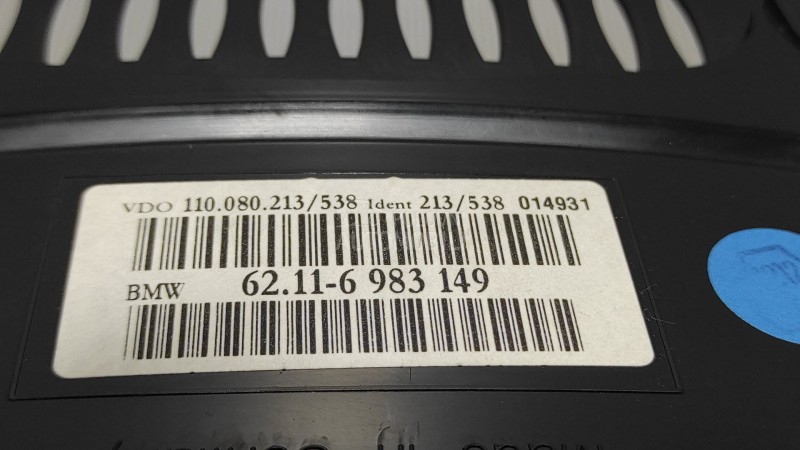 VDO 110.080.213/538 Ident 213/538 014931
BMW 62.11-6 983 149